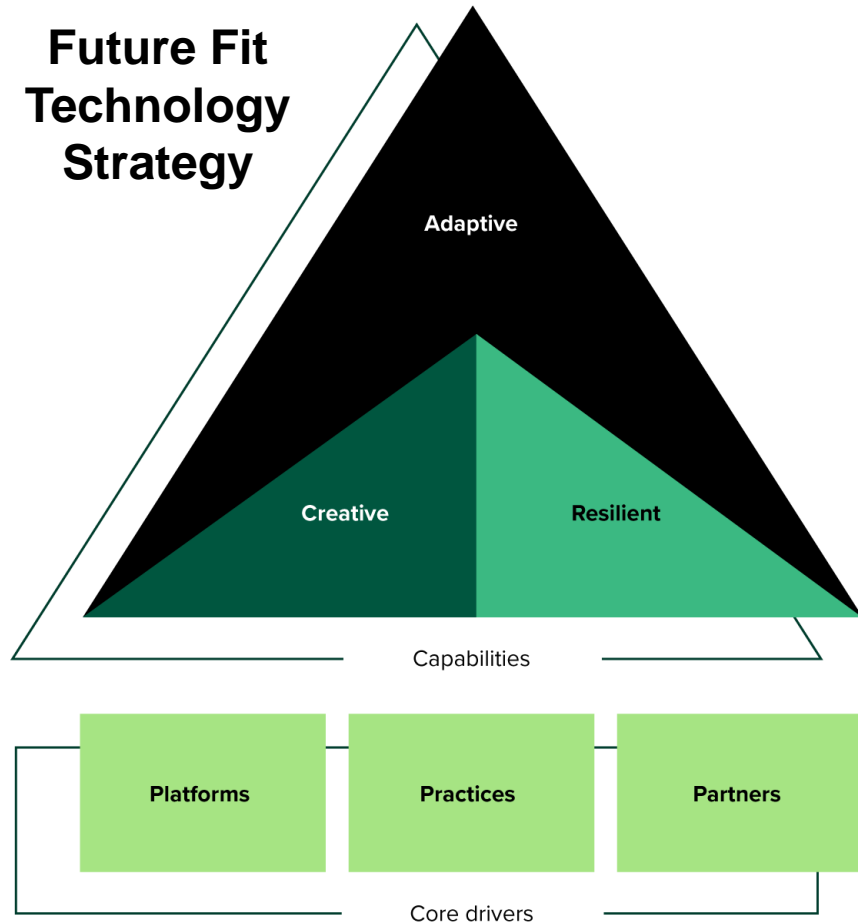 Future Fit
Technology
Strategy
Adaptive
Creative
Resilient
Capabilities
Platforms
Practices
Partners
Core drivers